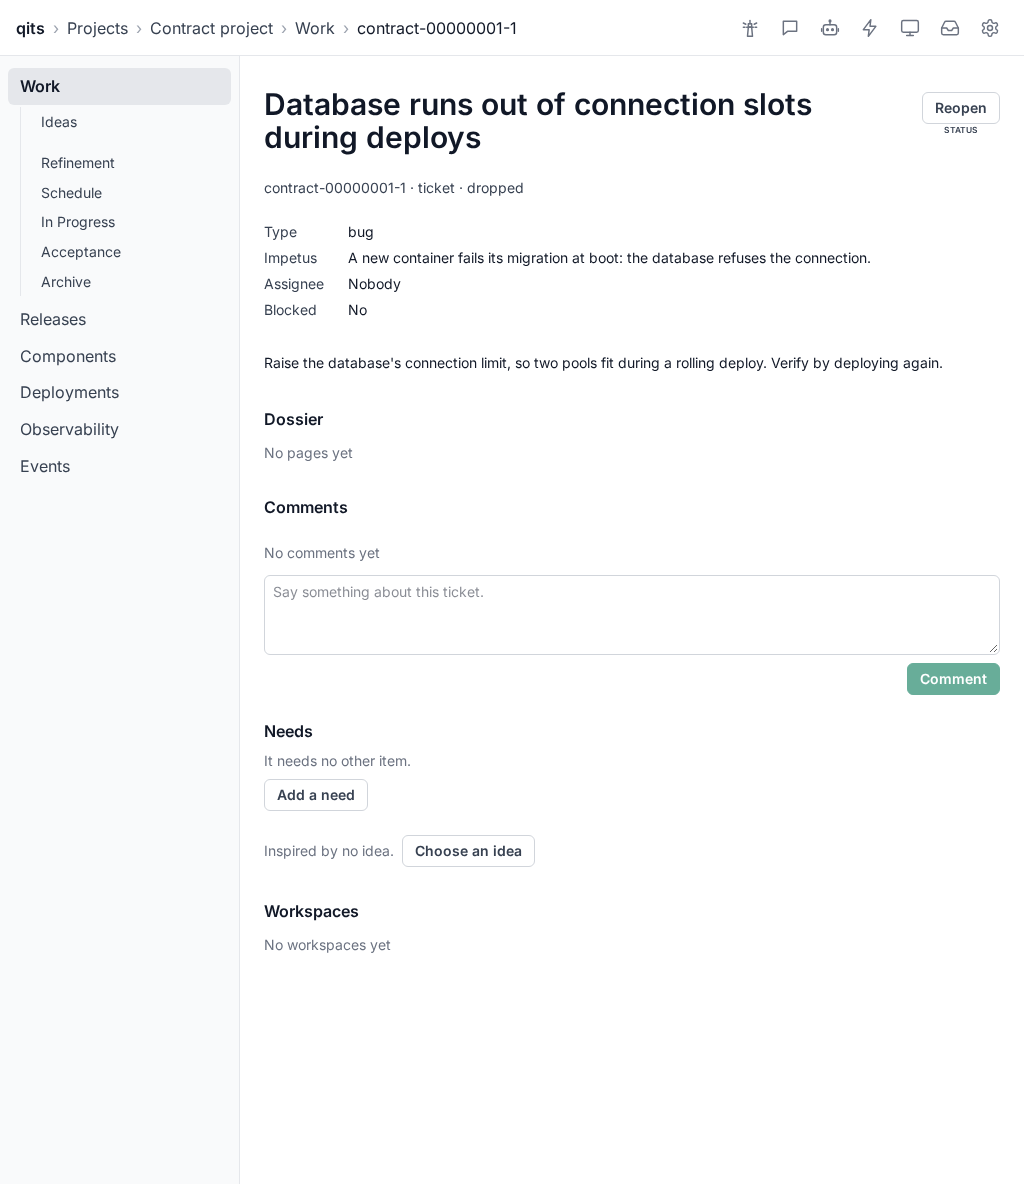 qits › Projects › Contract project › Work › contract-00000001-1
Work
Ideas
Refinement
Schedule
In Progress
Acceptance
Archive
Releases
Components
Deployments
Observability
Events
Database runs out of connection slots
during deploys
Reopen
STATUS
contract-00000001-1 · ticket · dropped
Type bug
Impetus A new container fails its migration at boot: the database refuses the connection.
Assignee Nobody
Blocked No
Raise the database's connection limit, so two pools fit during a rolling deploy. Verify by deploying again.
Dossier
No pages yet
Comments
No comments yet
Say something about this ticket.
Comment
Needs
It needs no other item.
Add a need
Inspired by no idea. Choose an idea
Workspaces
No workspaces yet